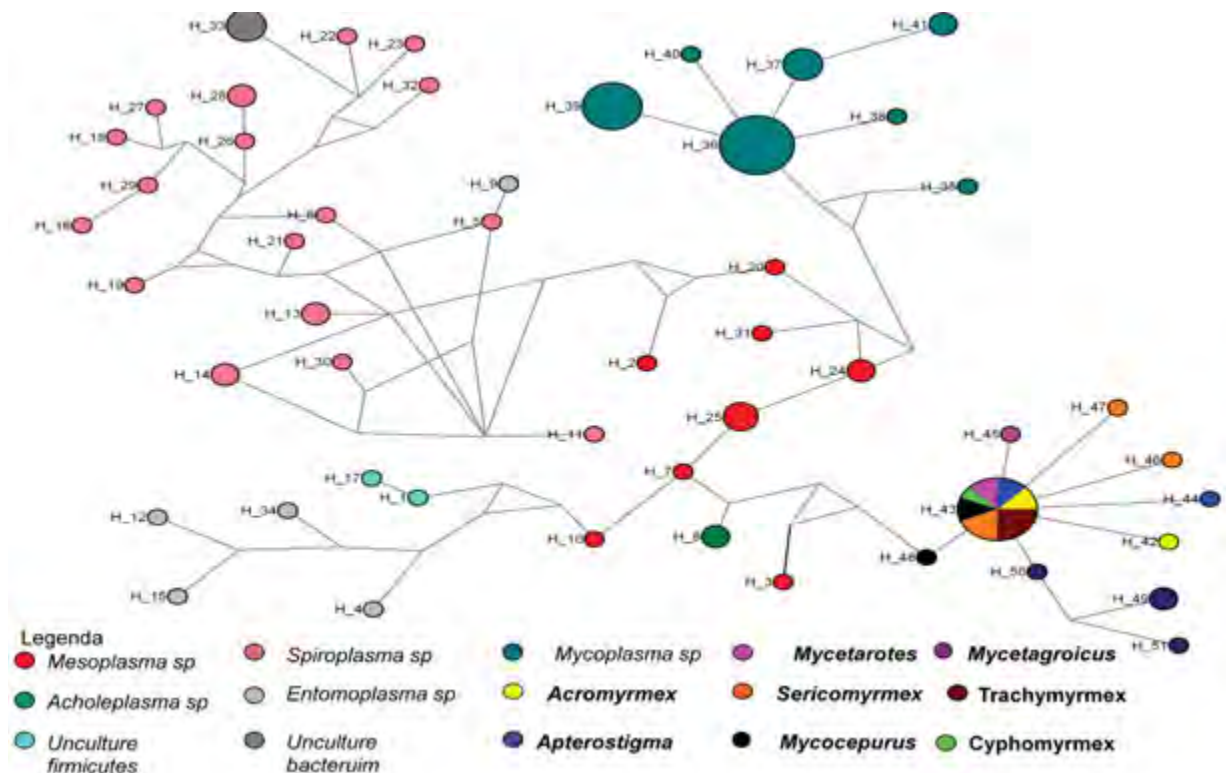 H_33
H_22
H_23
H_41
H_40
H_37
H_32
H_28
H_39
H_27
H_38
H_18
H_26
H_36
H_29
H_9
H_35
H_16
H_5
H_21
H_20
H_19
H_13
H_31
H_30
H_2
H_14
H_24
H_47
H_25
H_11
H_45
H_46
H_7
H_17
H_1
H_44
H_43
H_34
H_12
H_10
H_42
H_48
H_50
H_3
H_15
H_49
H_4
H_51
Legenda
Mesoplasma sp
Spiroplasma sp
Mycoplasma sp
Mycetarotes
Mycetagroicus
Acholeplasma sp
Entomoplasma sp
Acromyrmex
Sericomyrmex
Trachymyrmex
Unculture
firmicutes
Unculture
bacteruim
Apterostigma
Mycocepurus
Cyphomyrmex